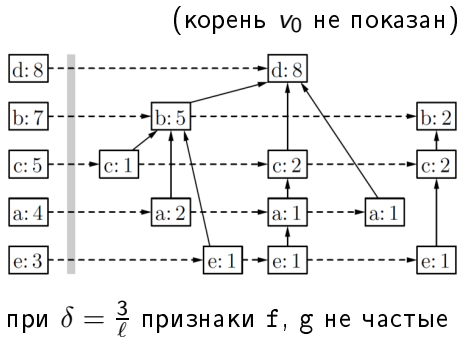 (корень v₀ не показан)
d: 8 d: 8
b: 7 b: 5 b: 2
c: 5 c: 1 c: 2 c: 2
a: 4 a: 2 a: 1 a: 1
e: 3 e: 1 e: 1 e: 1
при δ = 3/ℓ признаки f, g не частые